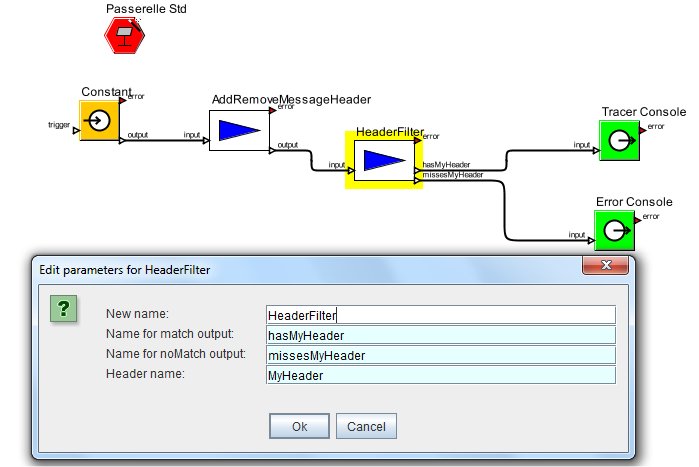 Passerelle Std
Constant
error
trigger
output
AddRemoveMessageHeader
error
input
output
HeaderFilter
error
input
hasMyHeader
missesMyHeader
Tracer Console
error
input
Error Console
error
input
Edit parameters for HeaderFilter
?
New name: HeaderFilter
Name for match output: hasMyHeader
Name for noMatch output: missesMyHeader
Header name: MyHeader
Ok Cancel